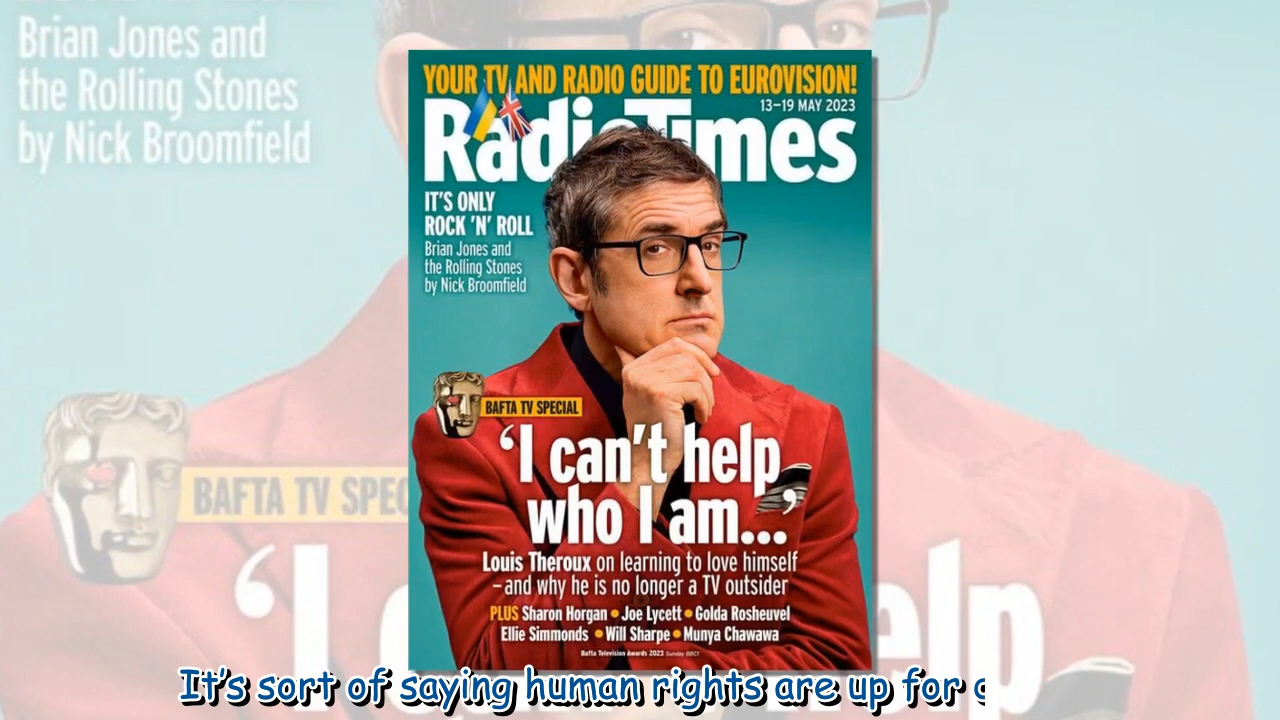 Brian Jones and
the Rolling Stones
by Nick Broomfield
BAFTA TV SPEC
YOUR TV AND RADIO GUIDE TO EUROVISION!
13–19 MAY 2023
RadioTimes
IT'S ONLY
ROCK 'N' ROLL
Brian Jones and
the Rolling Stones
by Nick Broomfield
BAFTA TV SPECIAL
'I can't help
who I am...'
Louis Theroux on learning to love himself
– and why he is no longer a TV outsider
PLUS Sharon Horgan • Joe Lycett • Golda Rosheuvel
Ellie Simmonds • Will Sharpe • Munya Chawawa
Bafta Television Awards 2023 Sunday BBC1
'I elp
It's sort of saying human rights are up for